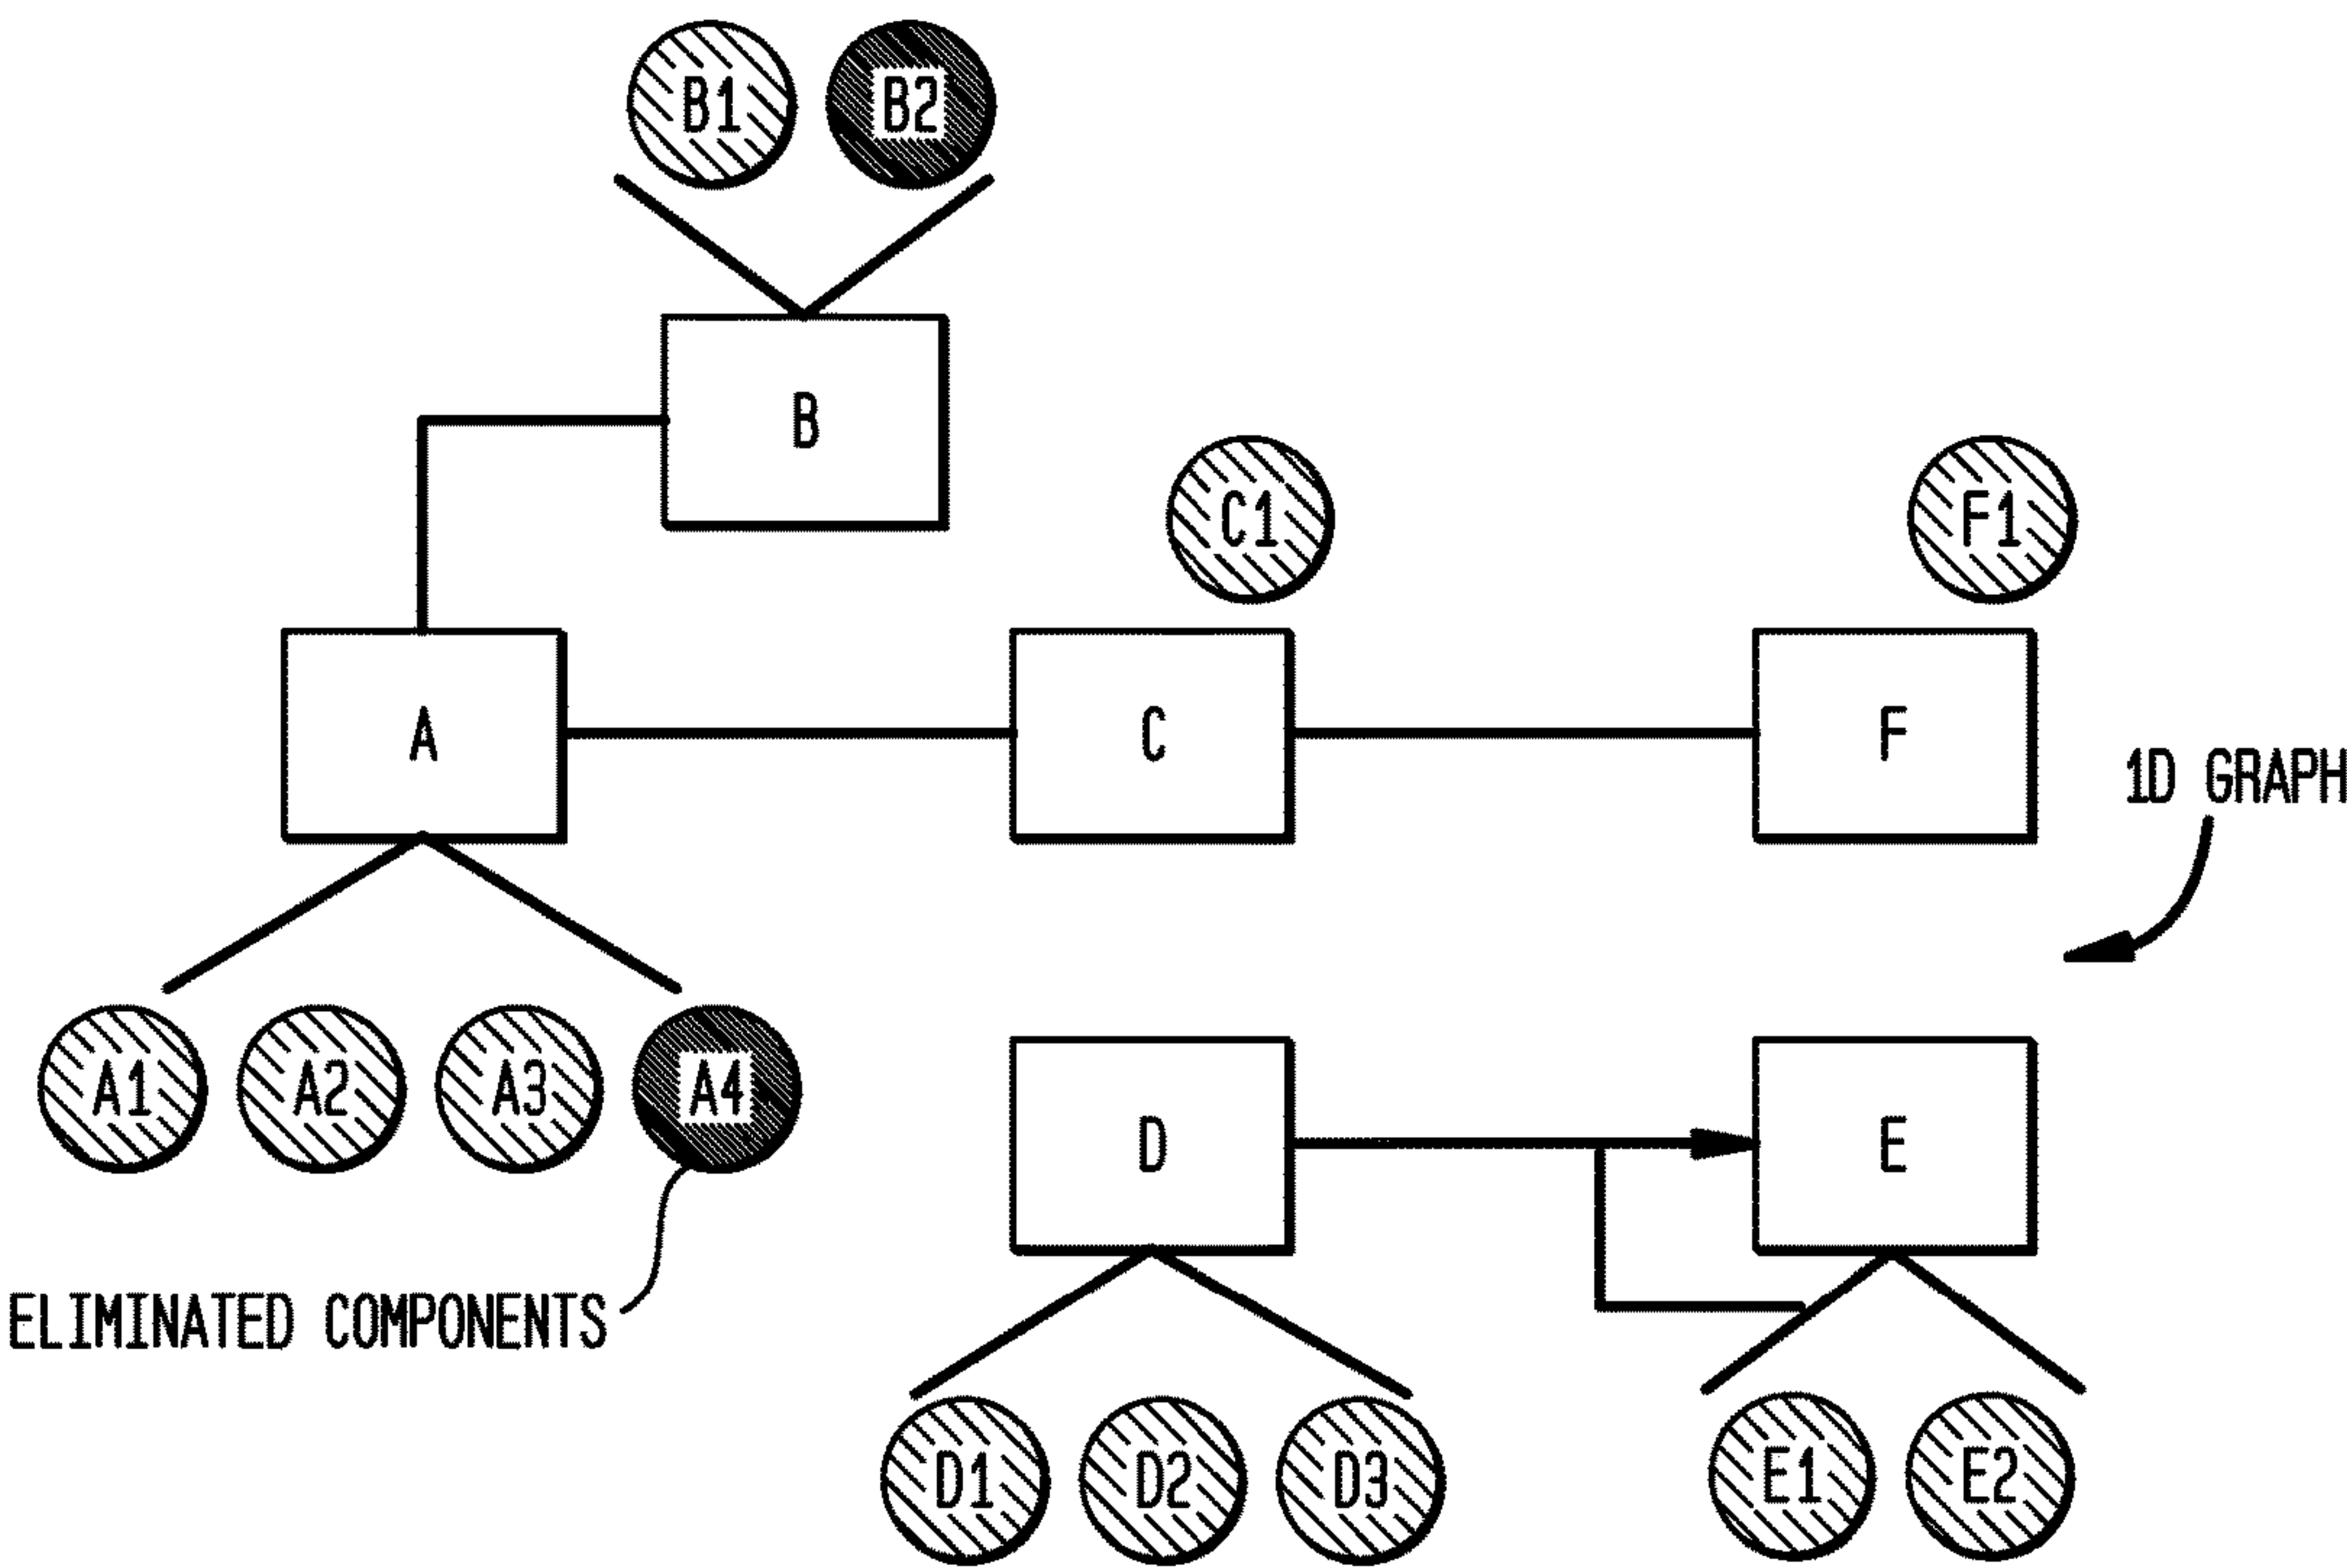 B1 B2
B
C1 F1
A C F
1D GRAPH
A1 A2 A3 A4
D E
ELIMINATED COMPONENTS
D1 D2 D3 E1 E2